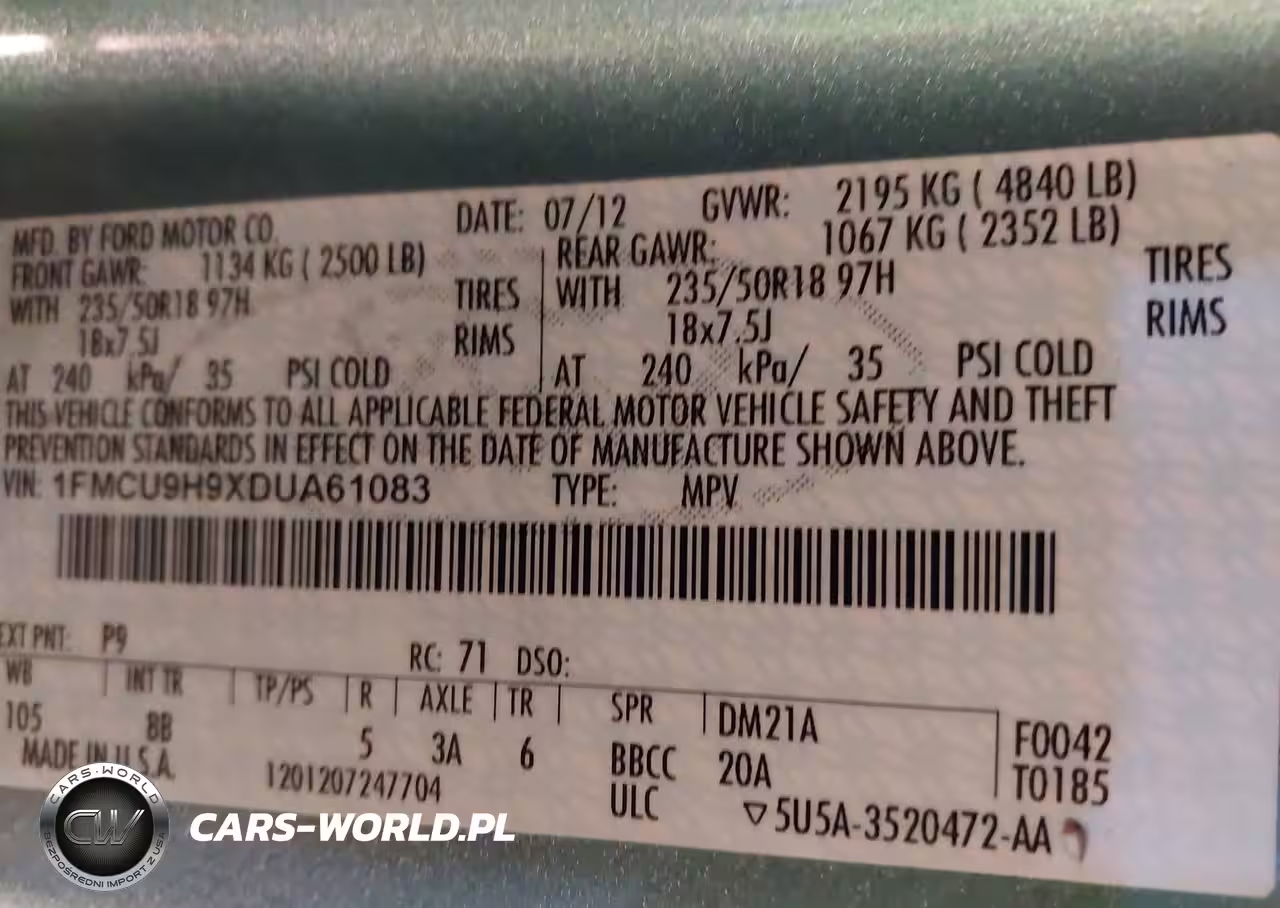 MFD. BY FORD MOTOR CO. DATE: 07/12 GVWR: 2195 KG ( 4840 LB)
FRONT GAWR: 1134 KG ( 2500 LB) REAR GAWR: 1067 KG ( 2352 LB)
WITH 235/50R18 97H TIRES WITH 235/50R18 97H TIRES
18x7.5J RIMS 18x7.5J RIMS
AT 240 kPa/ 35 PSI COLD AT 240 kPa/ 35 PSI COLD
THIS VEHICLE CONFORMS TO ALL APPLICABLE FEDERAL MOTOR VEHICLE SAFETY AND THEFT
PREVENTION STANDARDS IN EFFECT ON THE DATE OF MANUFACTURE SHOWN ABOVE.
VIN: 1FMCU9H9XDUA61083 TYPE: MPV
EXT PNT: P9 RC: 71 DSO:
WB INT TR TP/PS R AXLE TR SPR DM21A F0042
105 8B 5 3A 6 BBCC 20A T0185
MADE IN U.S.A. 1201207247704 ULC ▽5U5A-3520472-AA
CARS-WORLD
CW
BEZPOŚREDNI IMPORT Z USA
CARS-WORLD.PL